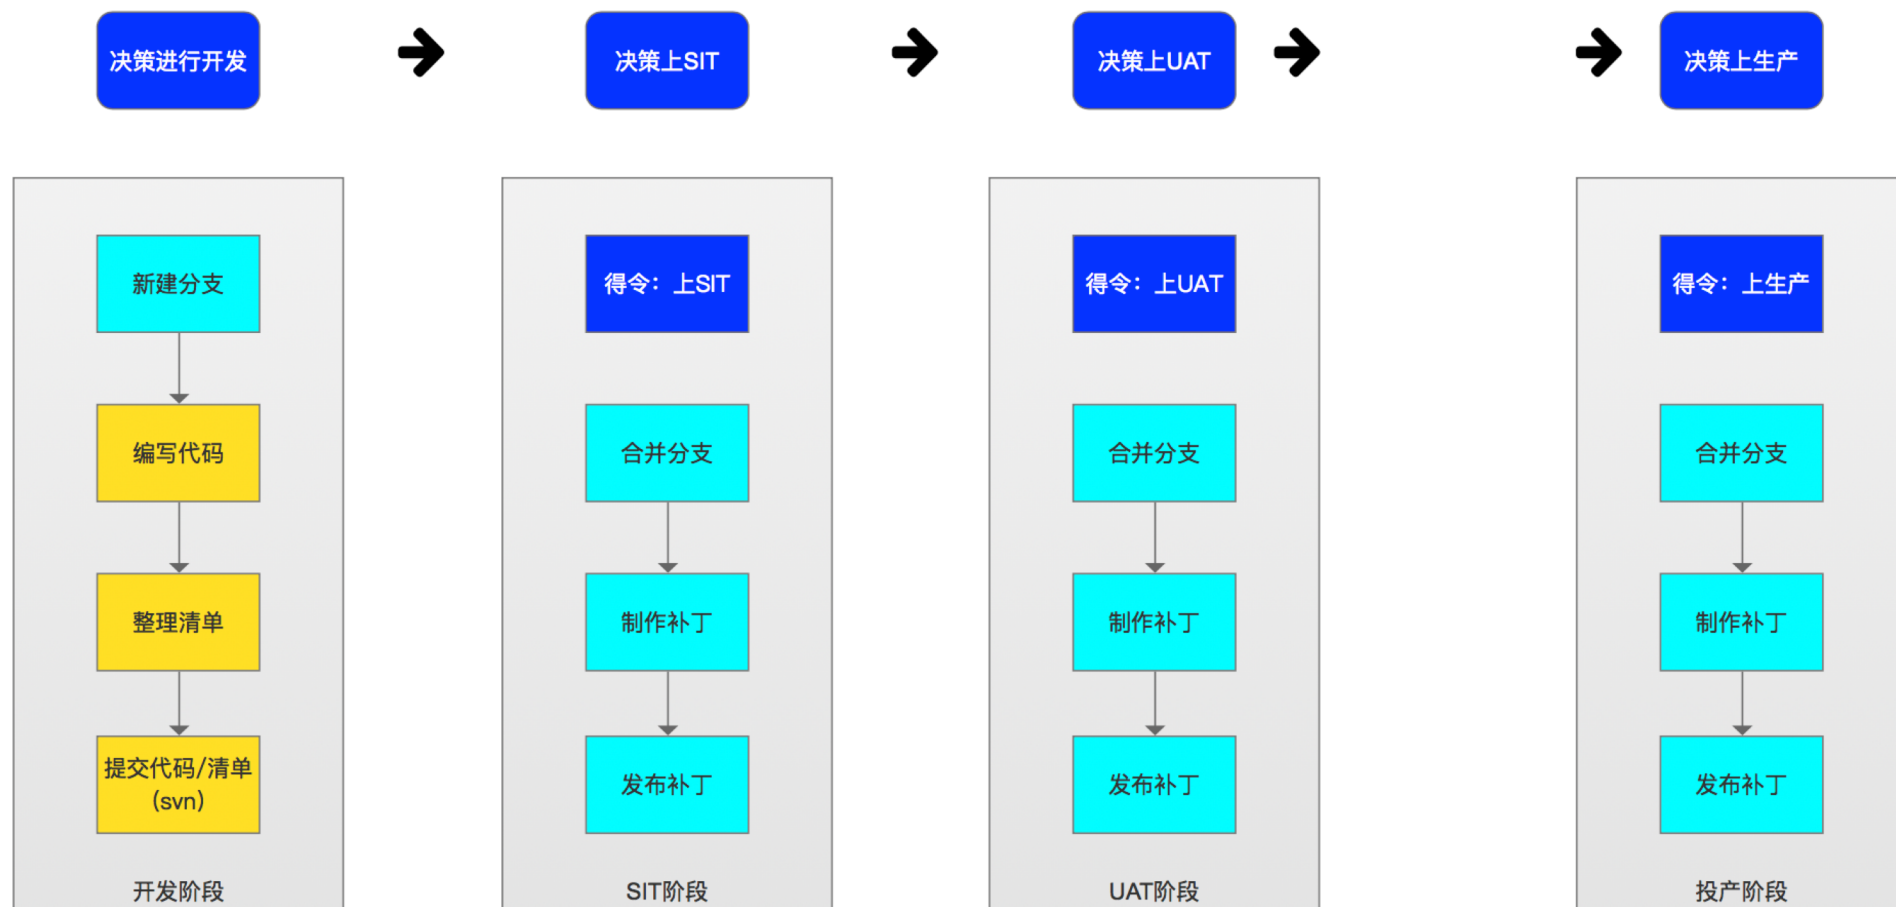 决策进行开发
决策上SIT
决策上UAT
决策上生产
新建分支
编写代码
整理清单
提交代码/清单
（svn）
开发阶段
得令：上SIT
合并分支
制作补丁
发布补丁
SIT阶段
得令：上UAT
合并分支
制作补丁
发布补丁
UAT阶段
得令：上生产
合并分支
制作补丁
发布补丁
投产阶段